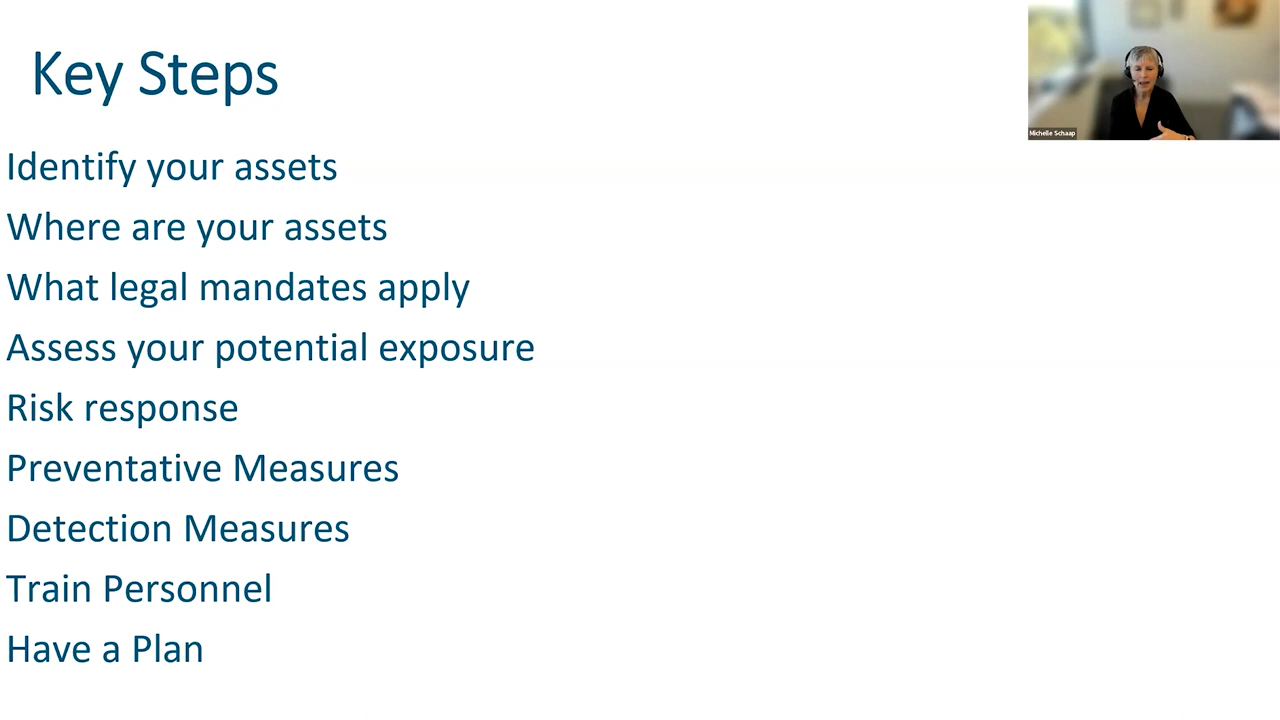 Key Steps
Michelle Schaap
Identify your assets
Where are your assets
What legal mandates apply
Assess your potential exposure
Risk response
Preventative Measures
Detection Measures
Train Personnel
Have a Plan